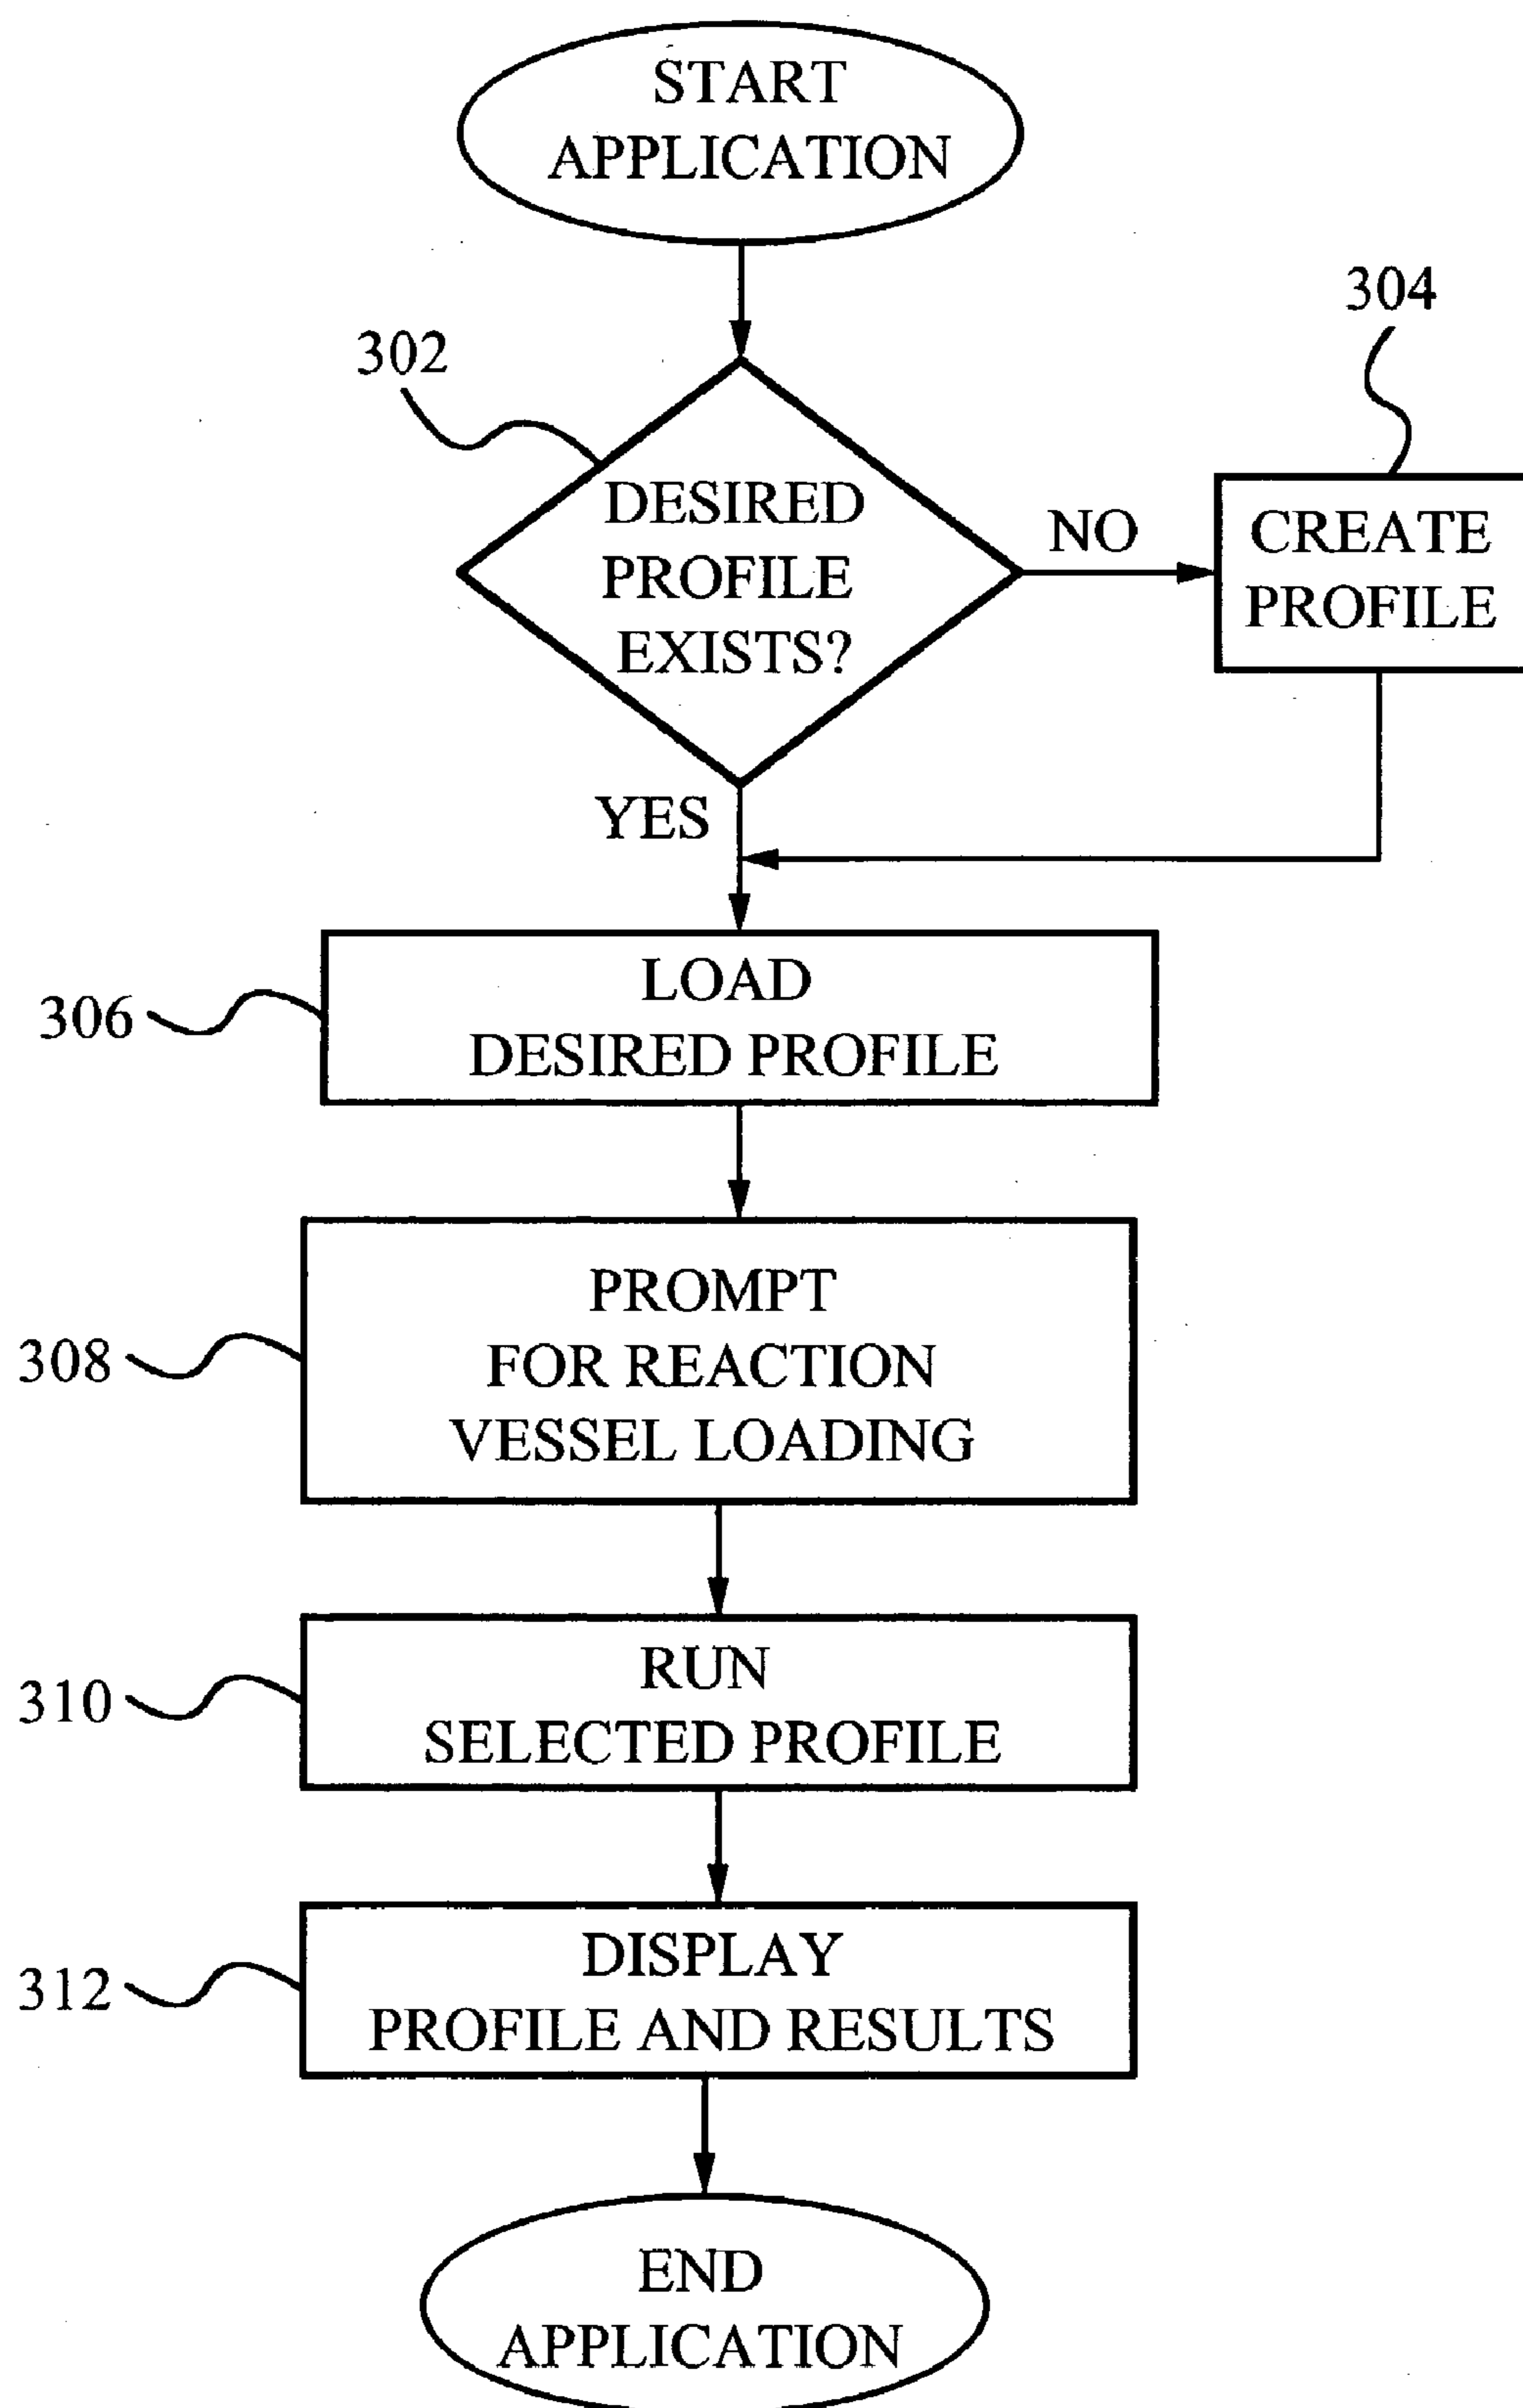 START
APPLICATION
304
302
DESIRED
PROFILE
EXISTS?
NO
CREATE
PROFILE
YES
306
LOAD
DESIRED PROFILE
308
PROMPT
FOR REACTION
VESSEL LOADING
310
RUN
SELECTED PROFILE
312
DISPLAY
PROFILE AND RESULTS
END
APPLICATION